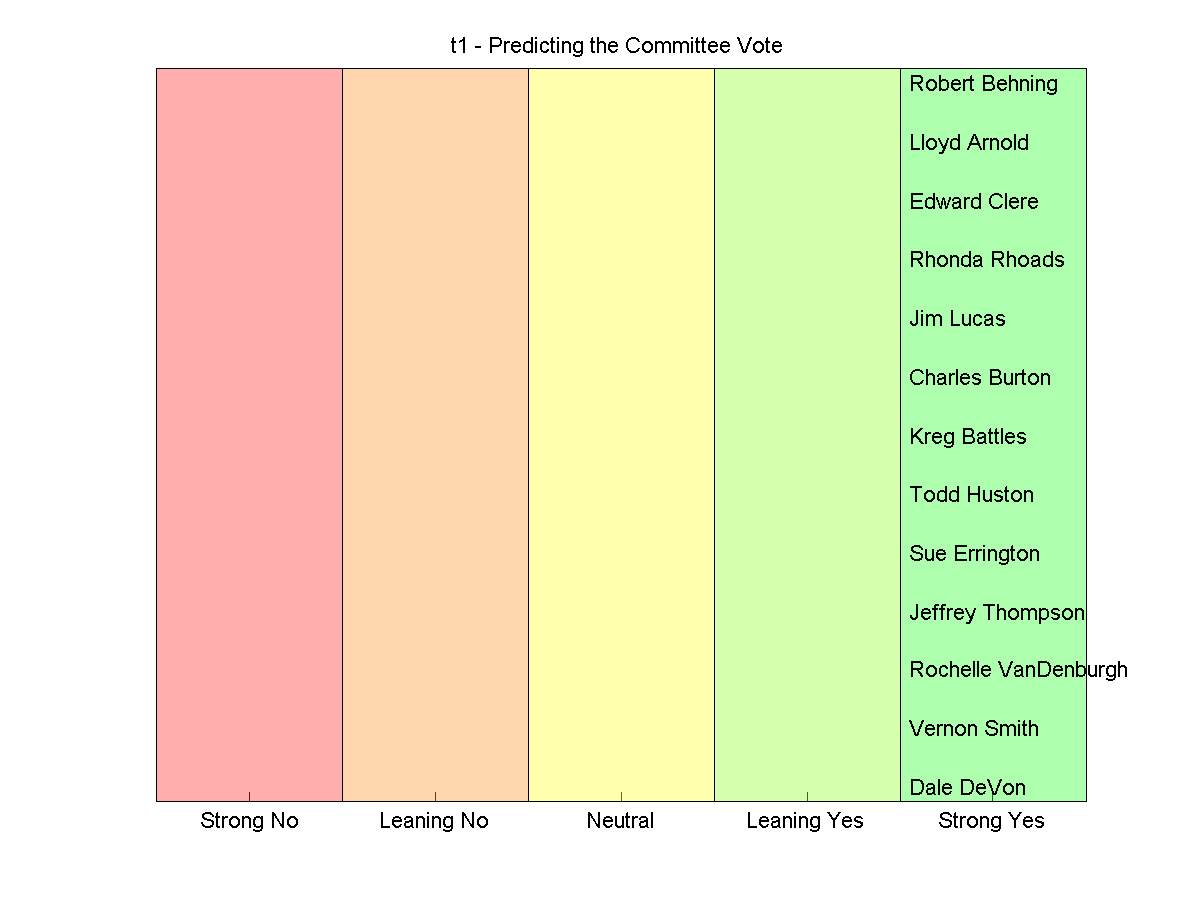 t1 - Predicting the Committee Vote
Robert Behning
Lloyd Arnold
Edward Clere
Rhonda Rhoads
Jim Lucas
Charles Burton
Kreg Battles
Todd Huston
Sue Errington
Jeffrey Thompson
Rochelle VanDenburgh
Vernon Smith
Dale DeVon
Strong No Leaning No Neutral Leaning Yes Strong Yes